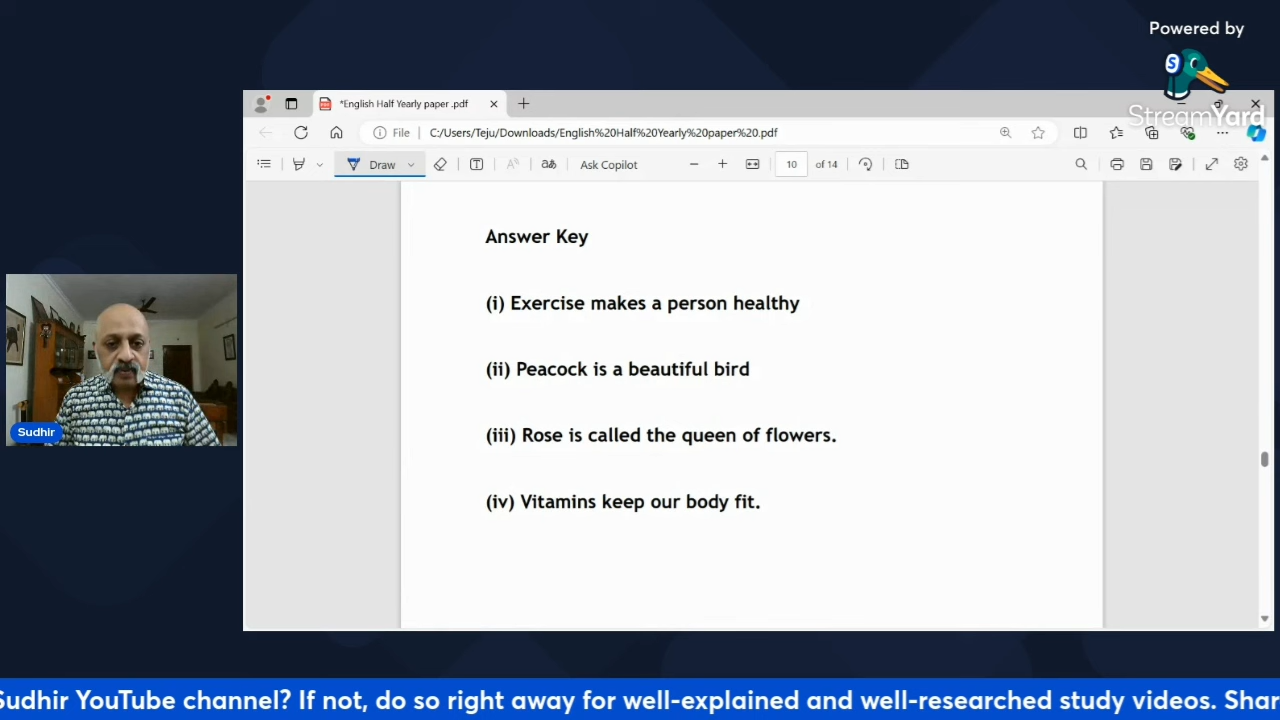 Powered by
StreamYard
*English Half Yearly paper .pdf
File C:/Users/Teju/Downloads/English%20Half%20Yearly%20paper%20.pdf
Draw Ask Copilot 10 of 14
Answer Key
(i) Exercise makes a person healthy
(ii) Peacock is a beautiful bird
(iii) Rose is called the queen of flowers.
(iv) Vitamins keep our body fit.
Sudhir
Sudhir YouTube channel? If not, do so right away for well-explained and well-researched study videos. Shar